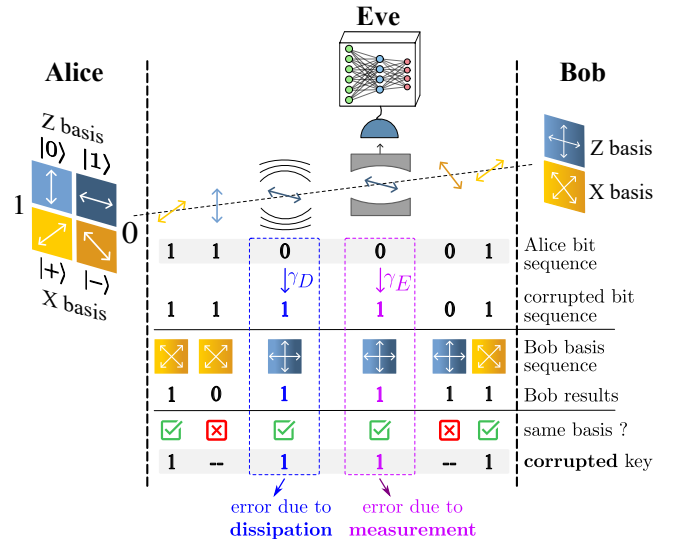 Eve
Alice
Bob
Z basis
|0⟩ |1⟩
1
0
|+⟩ |−⟩
X basis
Z basis
X basis
1 1 0 0 0 1 Alice bit
sequence
γD γE
1 1 1 1 0 1 corrupted bit
sequence
Bob basis
sequence
1 0 1 1 1 1 Bob results
same basis ?
1 -- 1 1 -- 1 corrupted key
error due to
dissipation
error due to
measurement